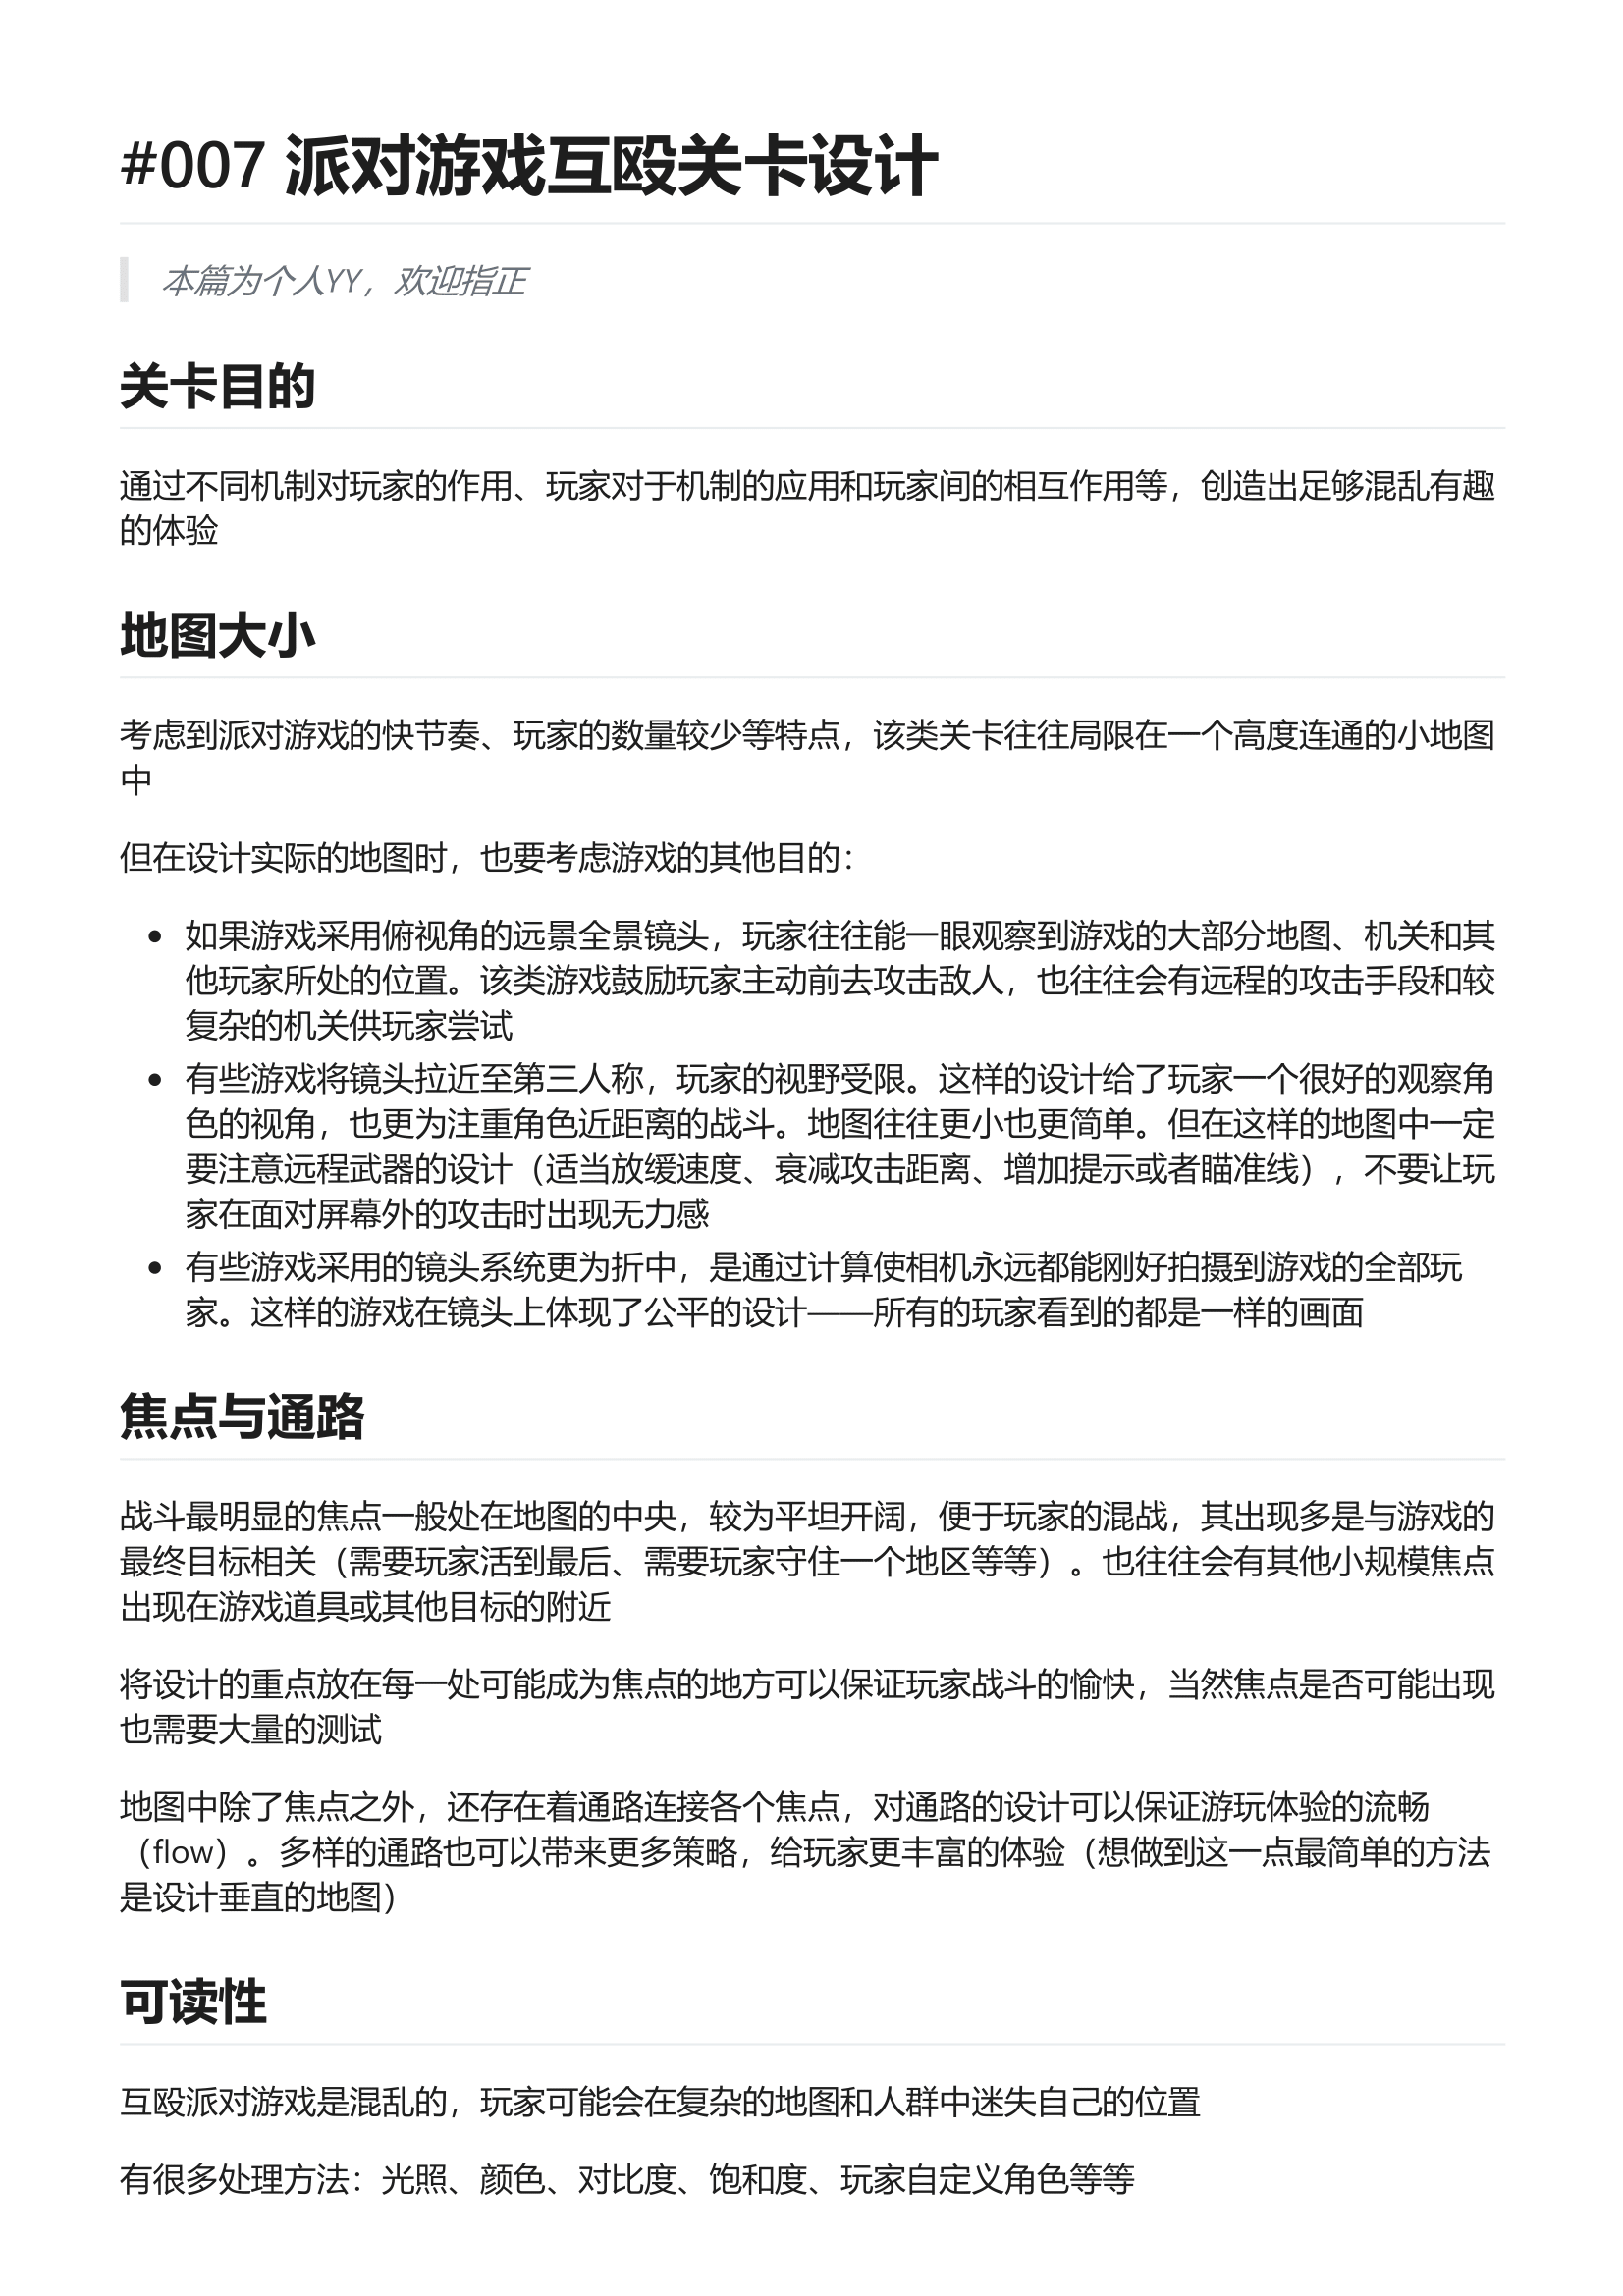 #007 派对游戏互殴关卡设计
本篇为个人YY，欢迎指正
关卡目的
通过不同机制对玩家的作用、玩家对于机制的应用和玩家间的相互作用等，创造出足够混乱有趣
的体验
地图大小
考虑到派对游戏的快节奏、玩家的数量较少等特点，该类关卡往往局限在一个高度连通的小地图
中
但在设计实际的地图时，也要考虑游戏的其他目的：
• 如果游戏采用俯视角的远景全景镜头，玩家往往能一眼观察到游戏的大部分地图、机关和其
他玩家所处的位置。该类游戏鼓励玩家主动前去攻击敌人，也往往会有远程的攻击手段和较
复杂的机关供玩家尝试
• 有些游戏将镜头拉近至第三人称，玩家的视野受限。这样的设计给了玩家一个很好的观察角
色的视角，也更为注重角色近距离的战斗。地图往往更小也更简单。但在这样的地图中一定
要注意远程武器的设计（适当放缓速度、衰减攻击距离、增加提示或者瞄准线），不要让玩
家在面对屏幕外的攻击时出现无力感
• 有些游戏采用的镜头系统更为折中，是通过计算使相机永远都能刚好拍摄到游戏的全部玩
家。这样的游戏在镜头上体现了公平的设计——所有的玩家看到的都是一样的画面
焦点与通路
战斗最明显的焦点一般处在地图的中央，较为平坦开阔，便于玩家的混战，其出现多是与游戏的
最终目标相关（需要玩家活到最后、需要玩家守住一个地区等等）。也往往会有其他小规模焦点
出现在游戏道具或其他目标的附近
将设计的重点放在每一处可能成为焦点的地方可以保证玩家战斗的愉快，当然焦点是否可能出现
也需要大量的测试
地图中除了焦点之外，还存在着通路连接各个焦点，对通路的设计可以保证游玩体验的流畅
（flow）。多样的通路也可以带来更多策略，给玩家更丰富的体验（想做到这一点最简单的方法
是设计垂直的地图）
可读性
互殴派对游戏是混乱的，玩家可能会在复杂的地图和人群中迷失自己的位置
有很多处理方法：光照、颜色、对比度、饱和度、玩家自定义角色等等